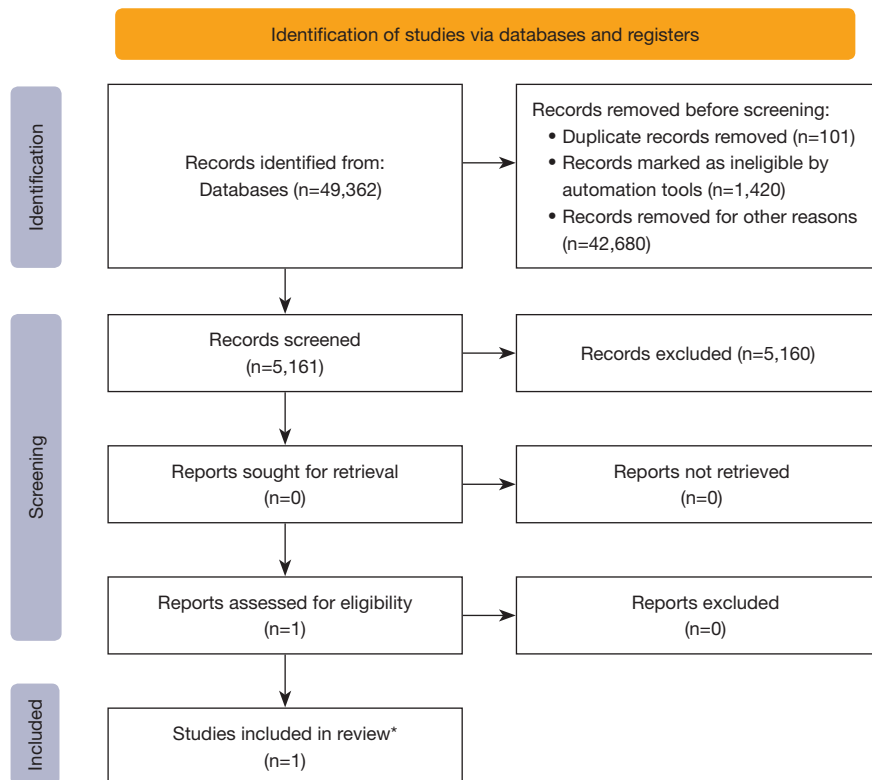 Identification of studies via databases and registers
Identification
Records identified from:
Databases (n=49,362)
Records removed before screening:
• Duplicate records removed (n=101)
• Records marked as ineligible by
automation tools (n=1,420)
• Records removed for other reasons
(n=42,680)
Screening
Records screened
(n=5,161)
Records excluded (n=5,160)
Reports sought for retrieval
(n=0)
Reports not retrieved
(n=0)
Reports assessed for eligibility
(n=1)
Reports excluded
(n=0)
Included
Studies included in review*
(n=1)